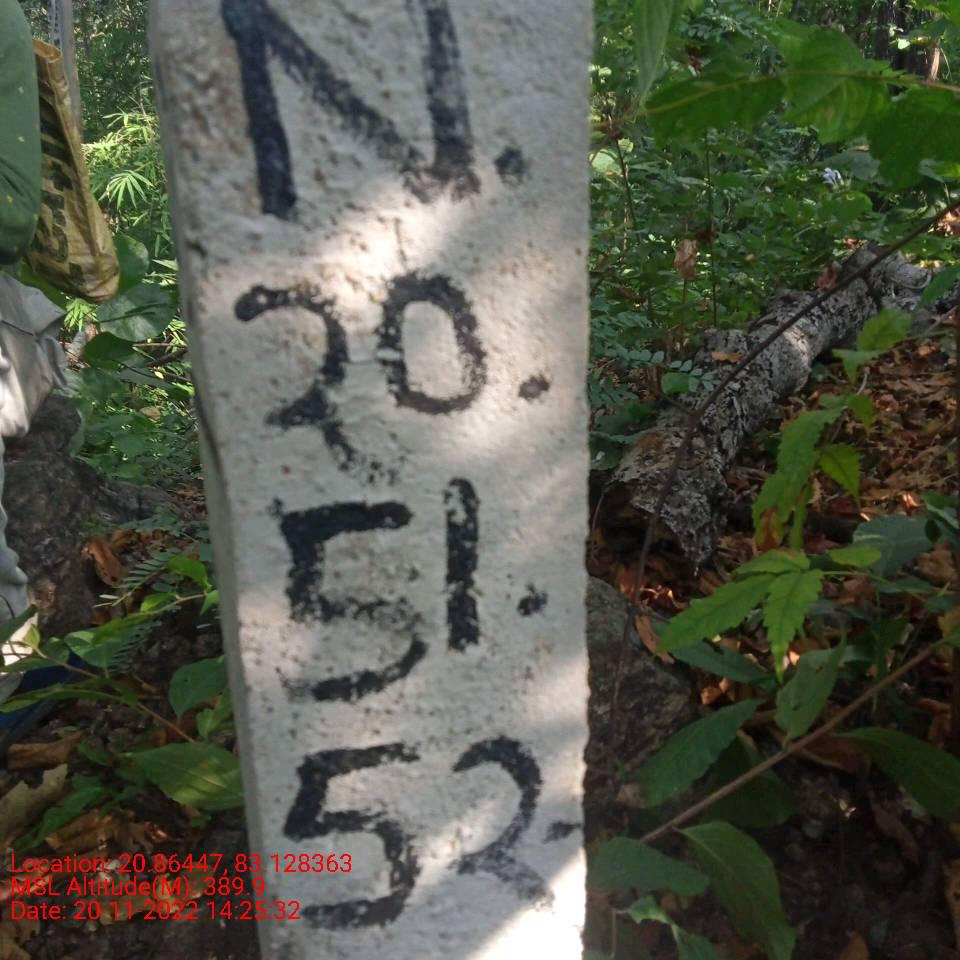 N.
20.
51.
52
Location: 20.86447, 83.128363
MSL Altitude(M): 389.9
Date: 20-11-2022 14:25:32